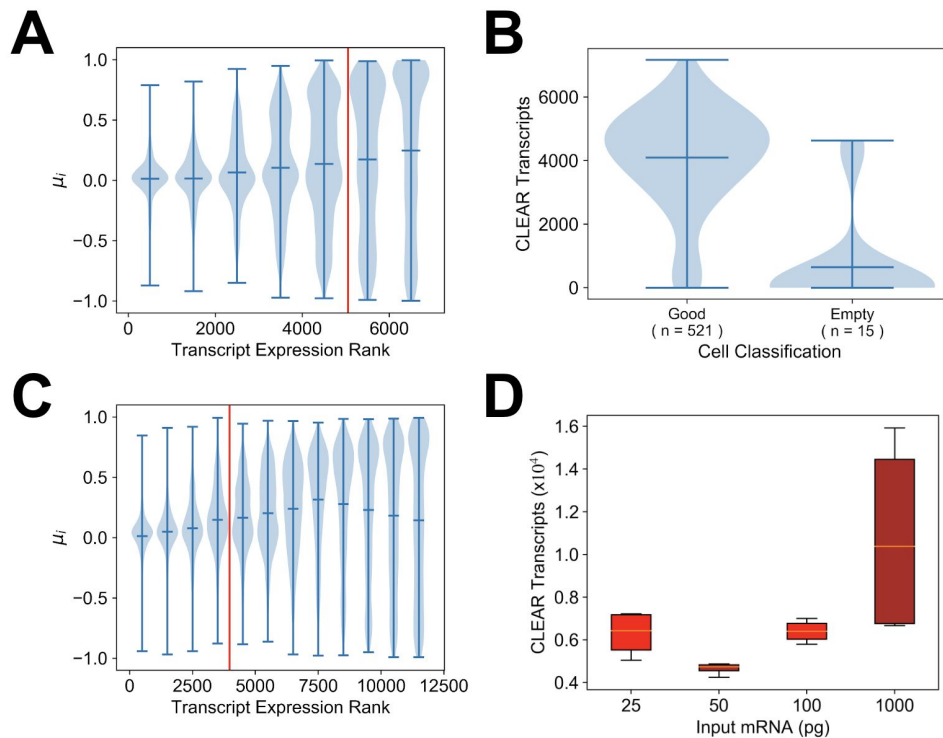 A
1.0
0.5
0.0
−0.5
−1.0
μi
0 2000 4000 6000
Transcript Expression Rank
B
6000
4000
2000
0
CLEAR Transcripts
Good Empty
( n = 521 ) ( n = 15 )
Cell Classification
C
1.0
0.5
0.0
−0.5
−1.0
μi
0 2500 5000 7500 10000 12500
Transcript Expression Rank
D
1.6
1.4
1.2
1.0
0.8
0.6
0.4
CLEAR Transcripts (x10⁴)
25 50 100 1000
Input mRNA (pg)